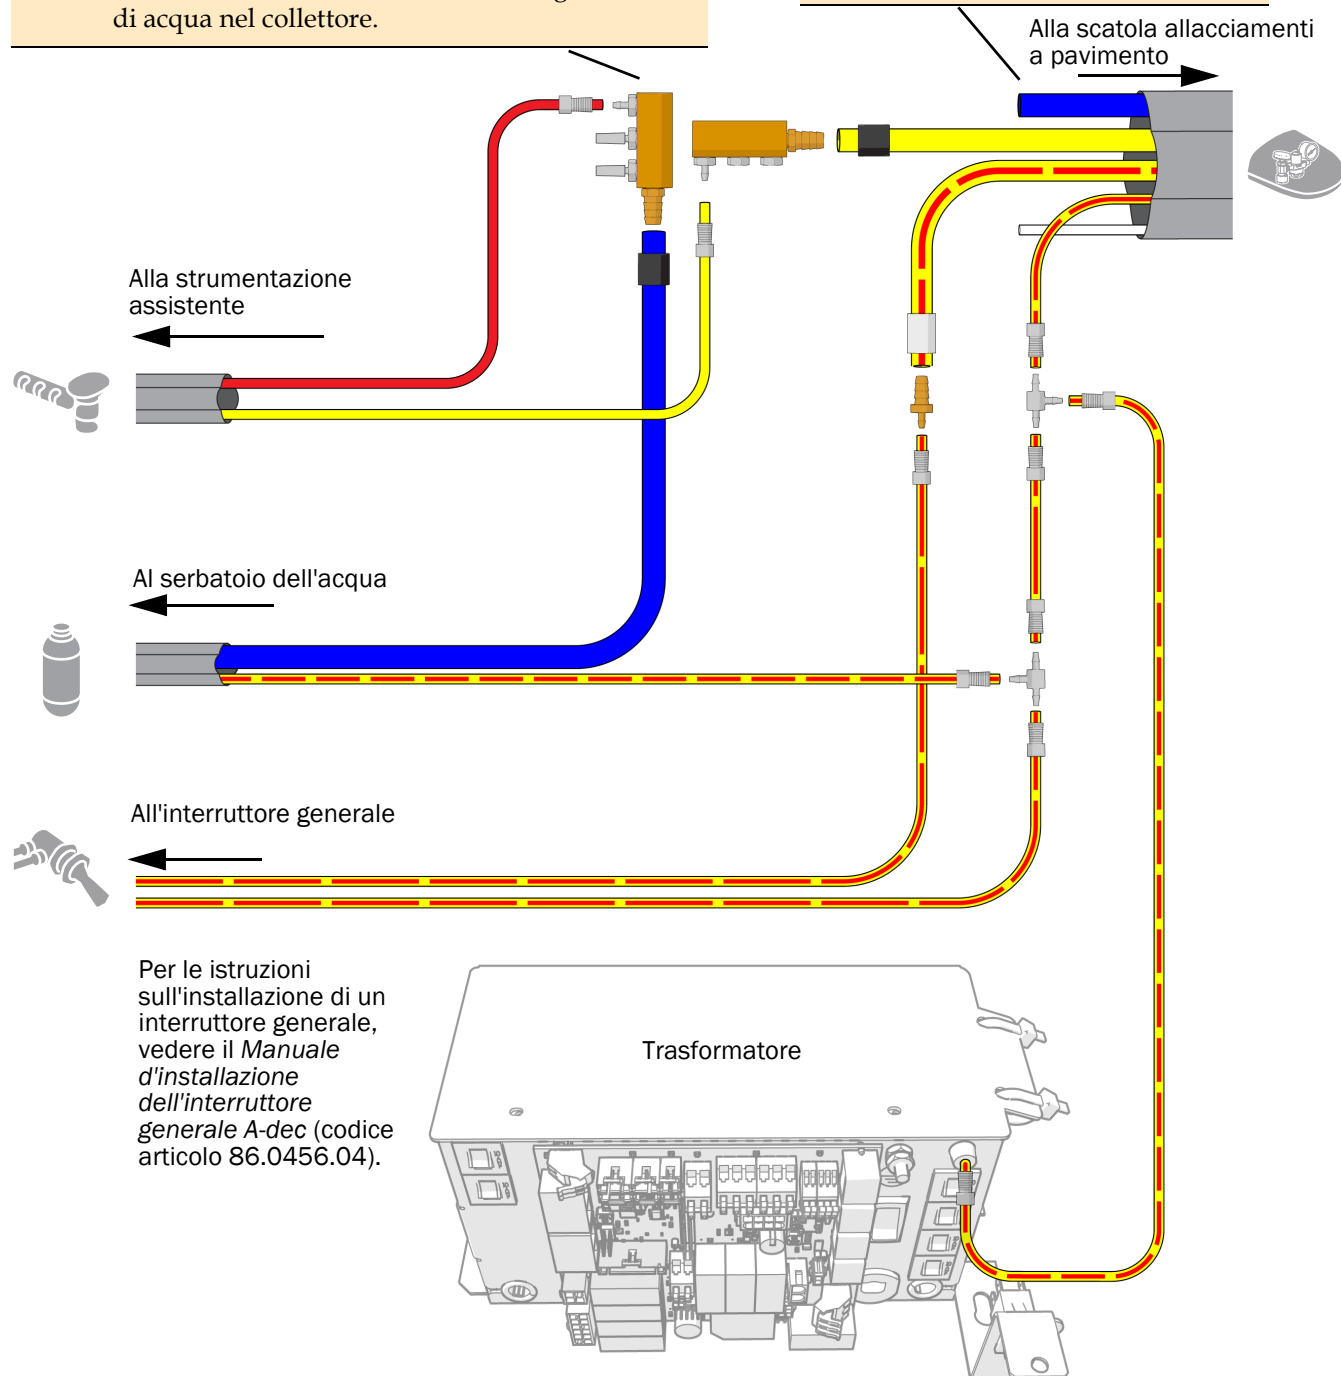 di acqua nel collettore.
Alla scatola allacciamenti
a pavimento
Alla strumentazione
assistente
Al serbatoio dell'acqua
All'interruttore generale
Per le istruzioni
sull'installazione di un
interruttore generale,
vedere il Manuale
d'installazione
dell'interruttore
generale A-dec (codice
articolo 86.0456.04).
Trasformatore